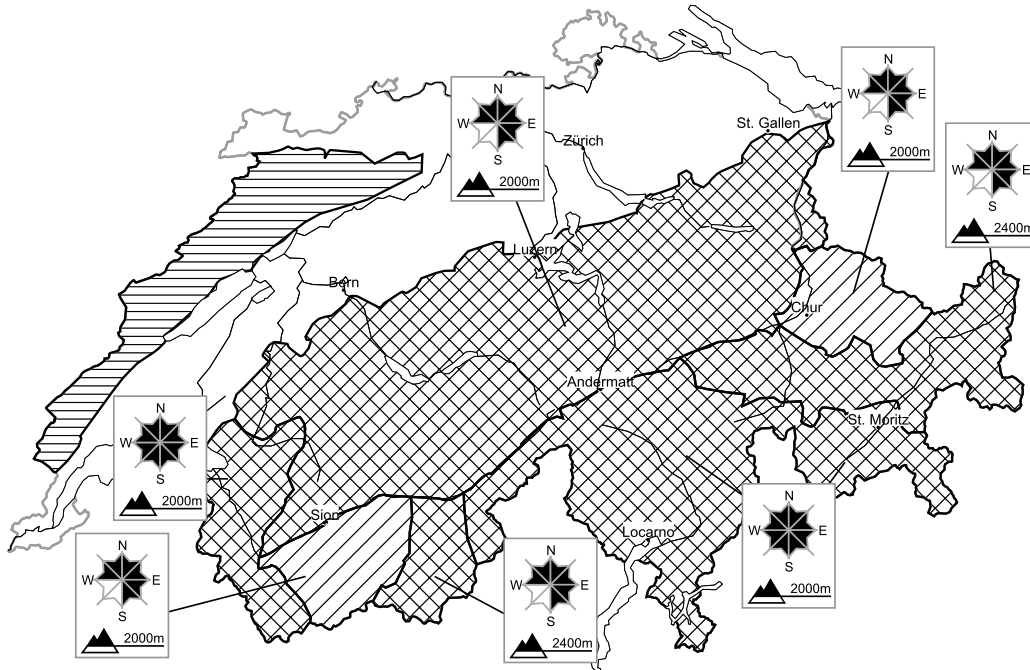 N
W E
S
2000m
N
W E
S
2000m
N
W E
S
2400m
St. Gallen
Zürich
Luzern
Bern
Chur
Andermatt
St. Moritz
N
W E
S
2000m
Sion
Locarno
N
W E
S
2000m
N
W E
S
2000m
N
W E
S
2400m